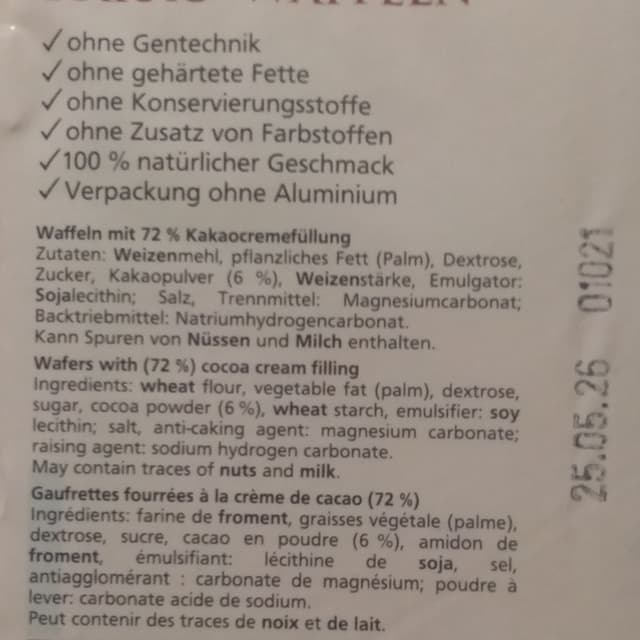 WAFFELN
✓ ohne Gentechnik
✓ ohne gehärtete Fette
✓ ohne Konservierungsstoffe
✓ ohne Zusatz von Farbstoffen
✓ 100 % natürlicher Geschmack
✓ Verpackung ohne Aluminium
Waffeln mit 72 % Kakaocremefüllung
Zutaten: Weizenmehl, pflanzliches Fett (Palm), Dextrose,
Zucker, Kakaopulver (6 %), Weizenstärke, Emulgator:
Sojalecithin; Salz, Trennmittel: Magnesiumcarbonat;
Backtriebmittel: Natriumhydrogencarbonat.
Kann Spuren von Nüssen und Milch enthalten.
Wafers with (72 %) cocoa cream filling
Ingredients: wheat flour, vegetable fat (palm), dextrose,
sugar, cocoa powder (6 %), wheat starch, emulsifier: soy
lecithin; salt, anti-caking agent: magnesium carbonate;
raising agent: sodium hydrogen carbonate.
May contain traces of nuts and milk.
Gaufrettes fourrées à la crème de cacao (72 %)
Ingrédients: farine de froment, graisses végétale (palme),
dextrose, sucre, cacao en poudre (6 %), amidon de
froment, émulsifiant: lécithine de soja, sel,
antiagglomérant : carbonate de magnésium; poudre à
lever: carbonate acide de sodium.
Peut contenir des traces de noix et de lait.
25.05.26 01021